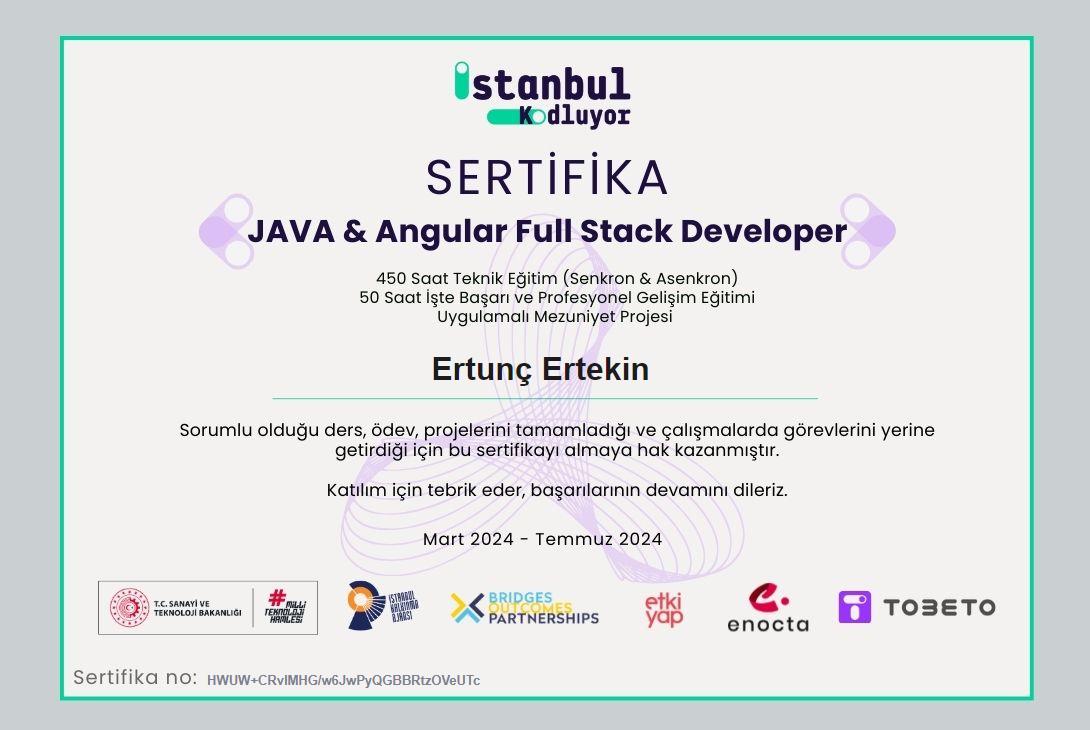 istanbul
Kodluyor
SERTİFİKA
JAVA & Angular Full Stack Developer
450 Saat Teknik Eğitim (Senkron & Asenkron)
50 Saat İşte Başarı ve Profesyonel Gelişim Eğitimi
Uygulamalı Mezuniyet Projesi
Ertunç Ertekin
Sorumlu olduğu ders, ödev, projelerini tamamladığı ve çalışmalarda görevlerini yerine
getirdiği için bu sertifikayı almaya hak kazanmıştır.
Katılım için tebrik eder, başarılarının devamını dileriz.
Mart 2024 - Temmuz 2024
T.C. SANAYİ VE
TEKNOLOJİ BAKANLIĞI
#MİLLİ
TEKNOLOJİ
HAMLESİ
İSTANBUL
KALKINMA
AJANSI
BRIDGES
OUTCOMES
PARTNERSHIPS
etki
yap
enocta
TOBETO
Sertifika no: HWUW+CRvIMHG/w6JwPyQGBBRtzOVeUTc